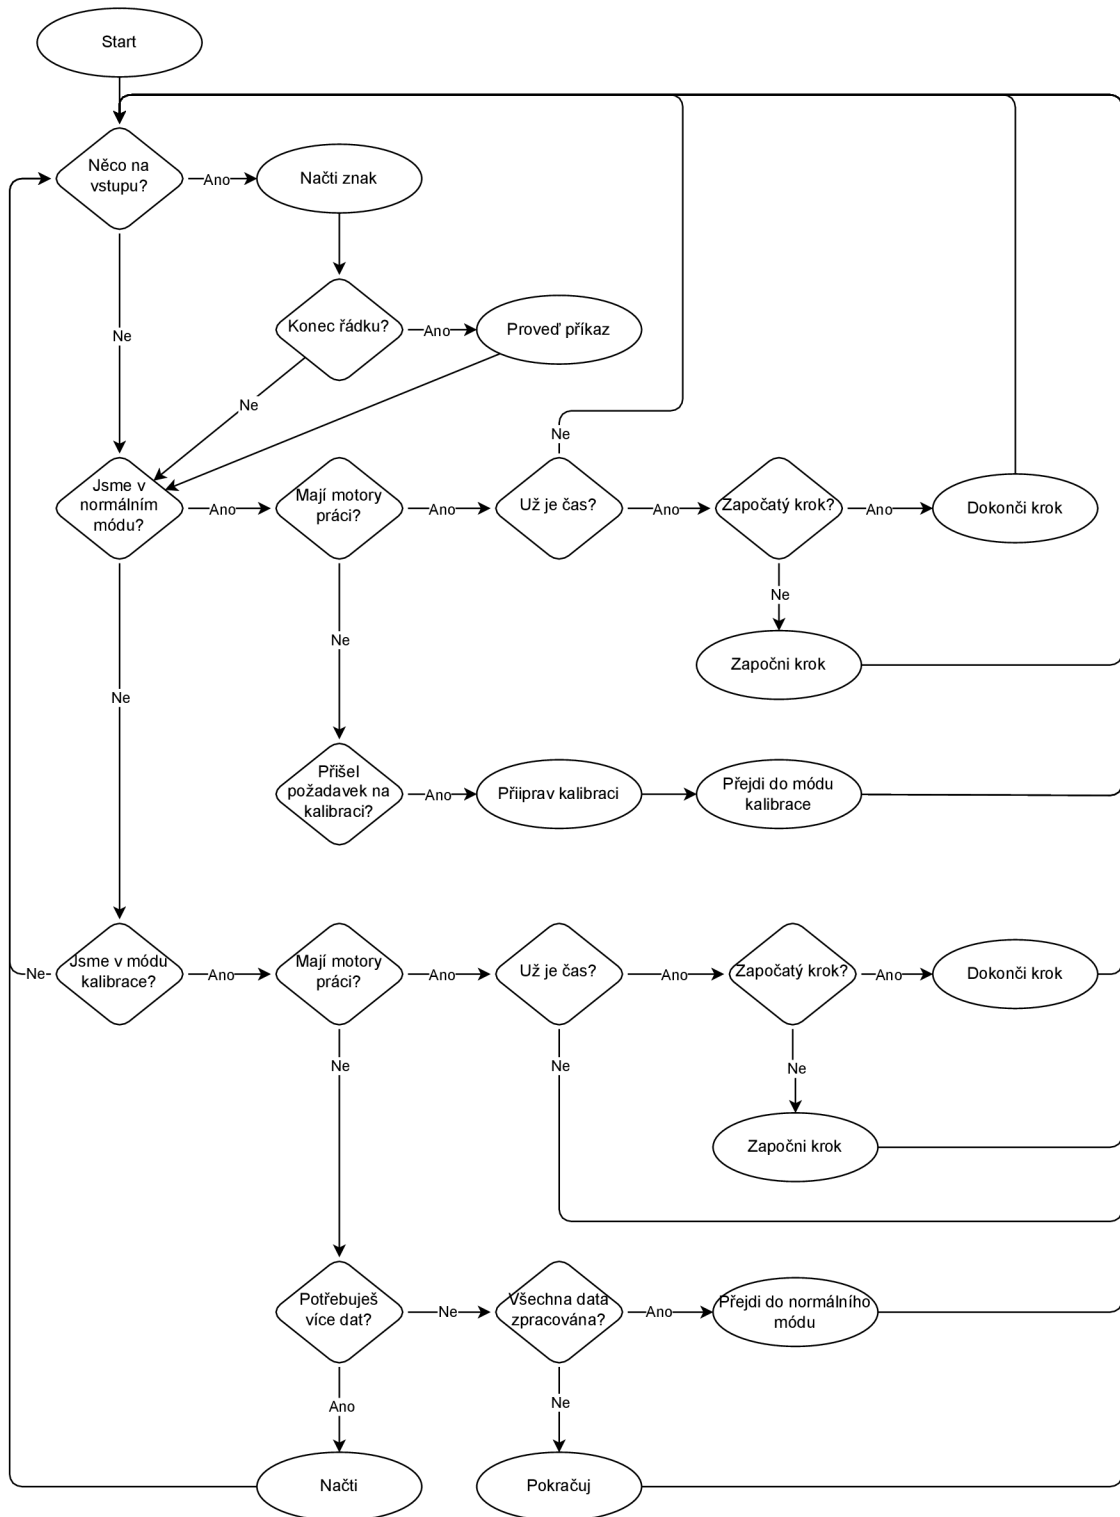 Start
Něco na
vstupu?
Ano
Načti znak
Ne
Konec řádku?
Ano
Proveď příkaz
Ne
Ne
Jsme v
normálním
módu?
Ano
Mají motory
práci?
Ano
Už je čas?
Ano
Započatý krok?
Ano
Dokonči krok
Ne
Započni krok
Ne
Ne
Přišel
požadavek na
kalibraci?
Ano
Přiiprav kalibraci
Přejdi do módu
kalibrace
Ne
Jsme v módu
kalibrace?
Ano
Mají motory
práci?
Ano
Už je čas?
Ano
Započatý krok?
Ano
Dokonči krok
Ne
Ne
Ne
Započni krok
Potřebuješ
více dat?
Ne
Všechna data
zpracována?
Ano
Přejdi do normálního
módu
Ano
Ne
Načti
Pokračuj